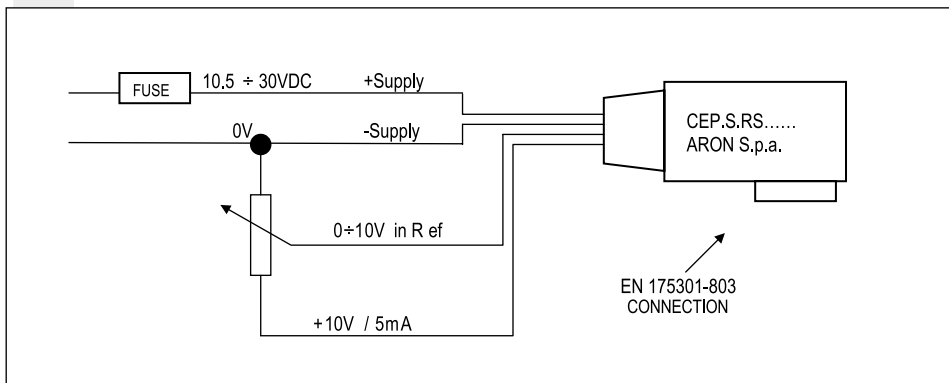 FUSE
10.5 ÷ 30VDC
+Supply
0V
-Supply
CEP.S.RS......
ARON S.p.a.
0÷10V in R ef
EN 175301-803
CONNECTION
+10V / 5mA